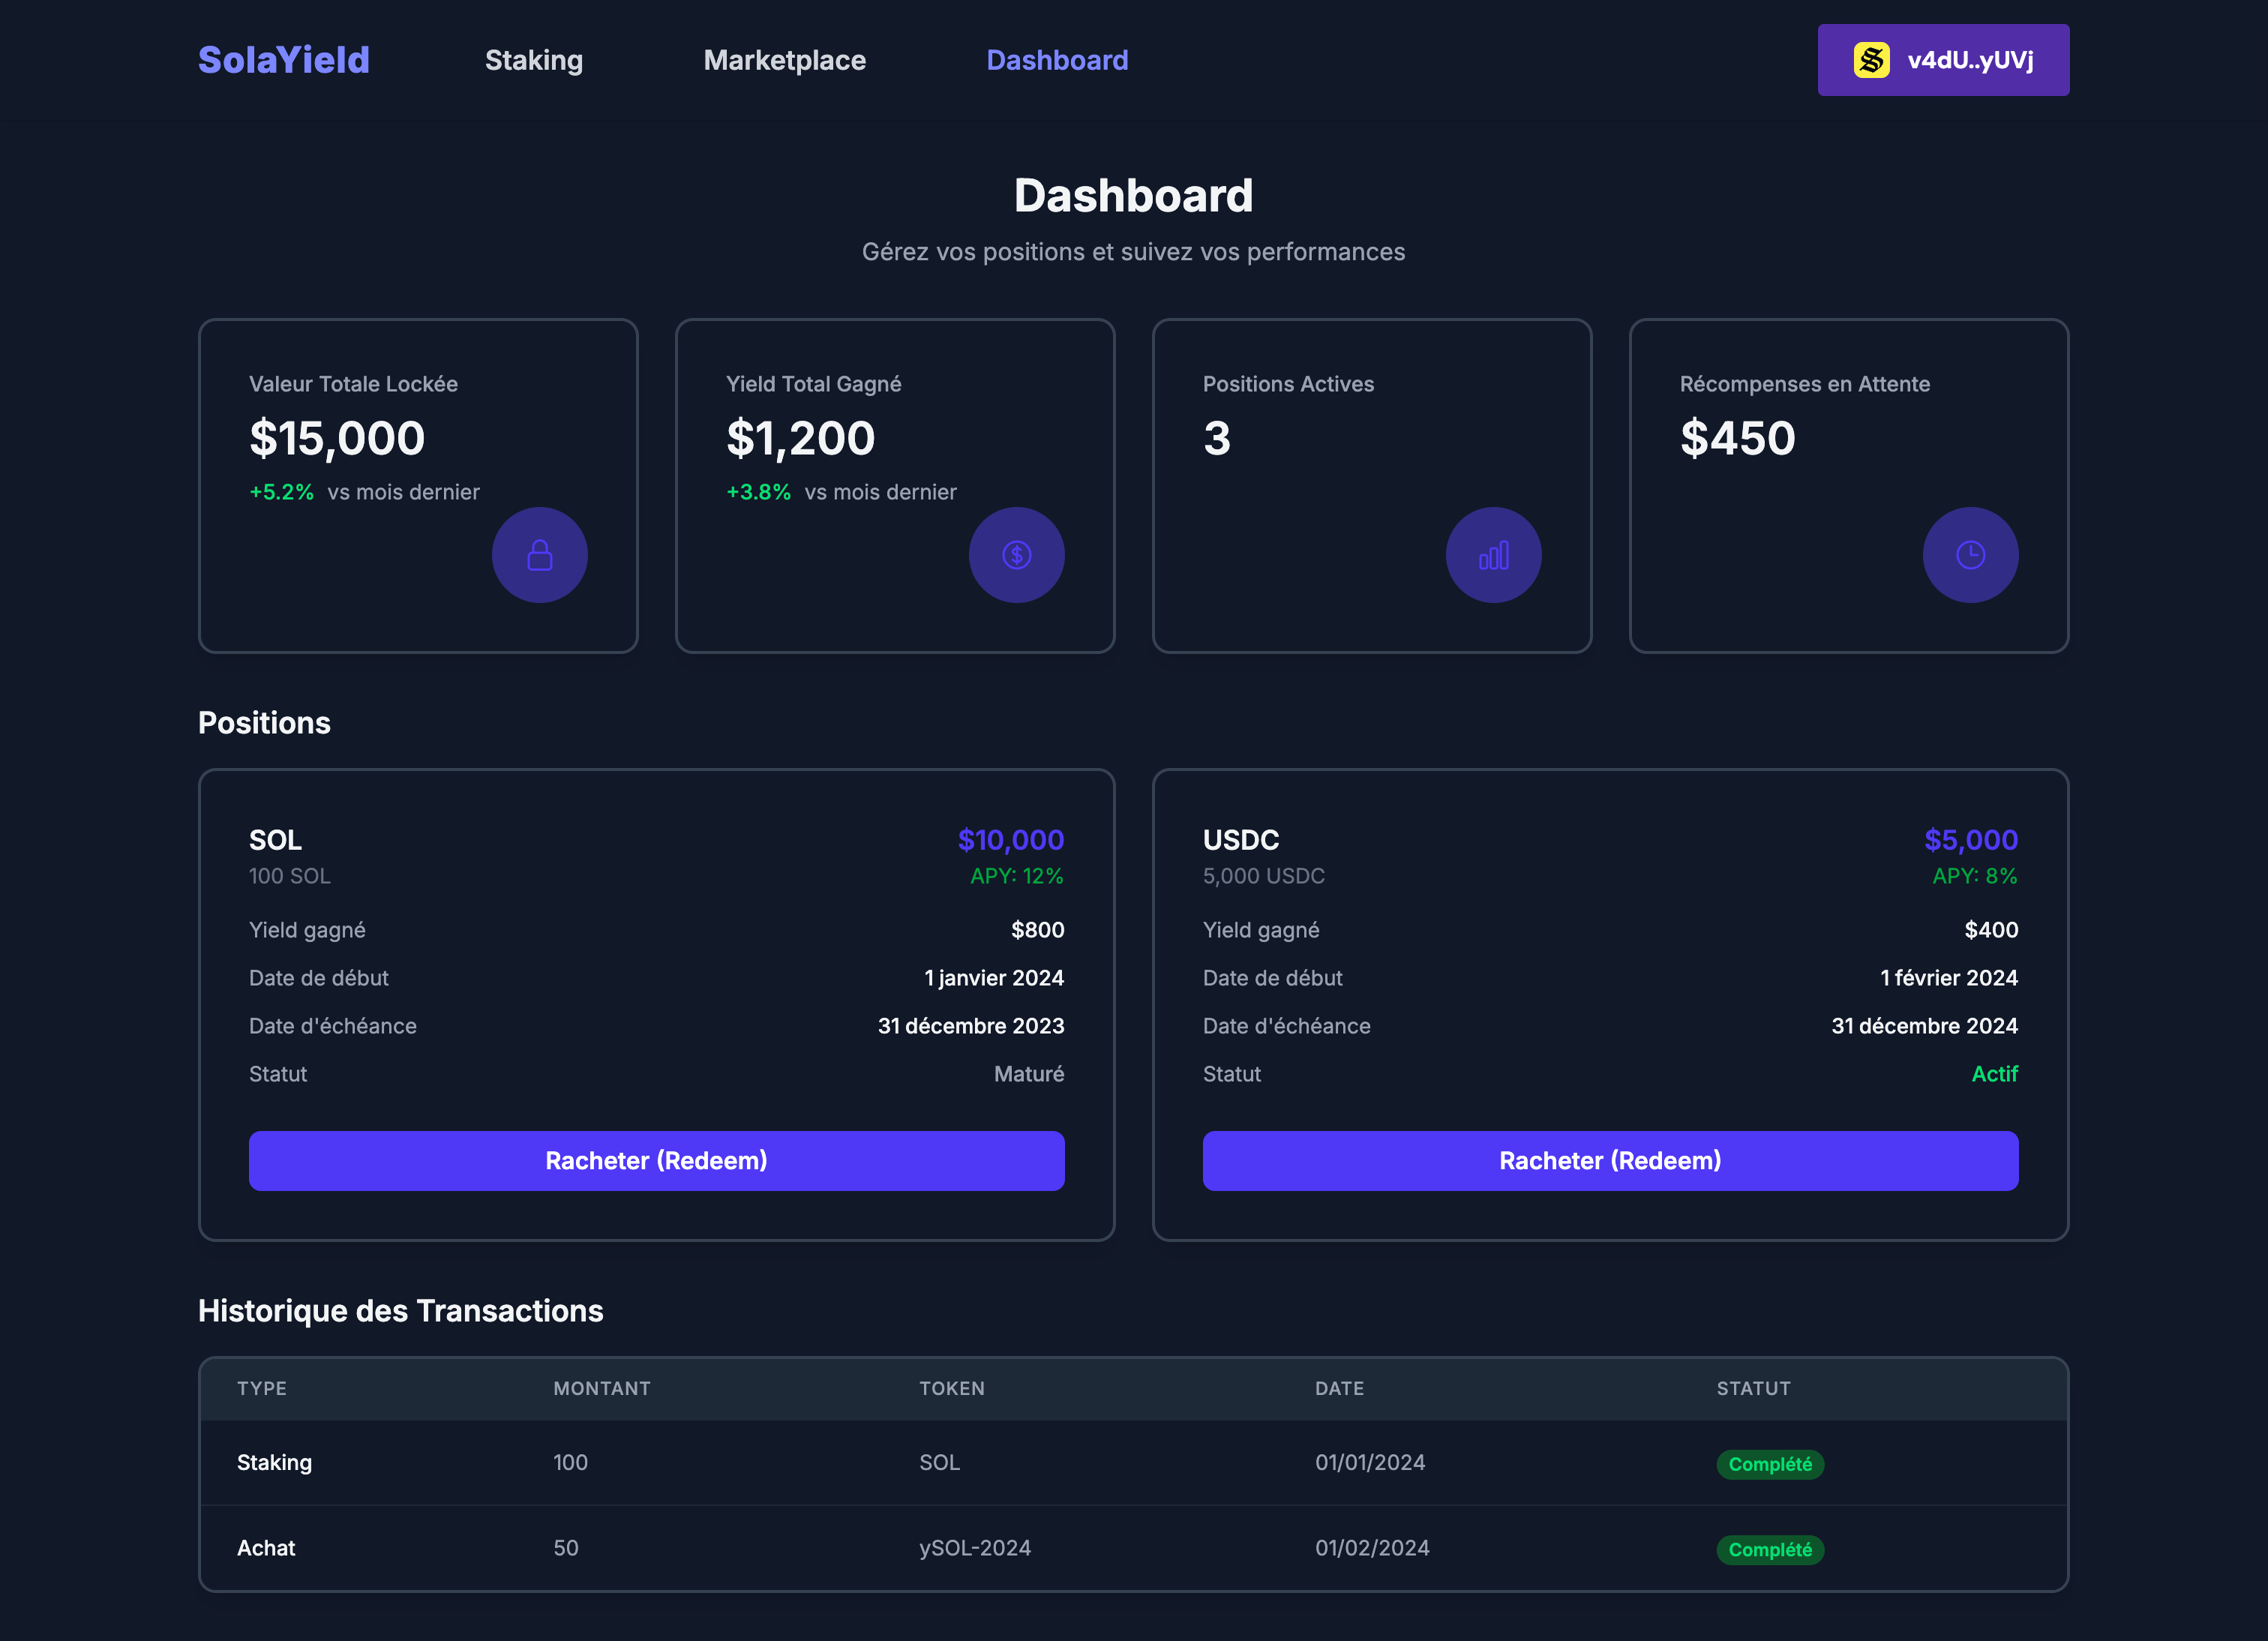 SolaYield
Staking
Marketplace
Dashboard
v4dU..yUVj
Dashboard
Gérez vos positions et suivez vos performances
Valeur Totale Lockée
$15,000
+5.2% vs mois dernier
Yield Total Gagné
$1,200
+3.8% vs mois dernier
Positions Actives
3
Récompenses en Attente
$450
Positions
SOL $10,000
100 SOL APY: 12%
Yield gagné $800
Date de début 1 janvier 2024
Date d'échéance 31 décembre 2023
Statut Maturé
Racheter (Redeem)
USDC $5,000
5,000 USDC APY: 8%
Yield gagné $400
Date de début 1 février 2024
Date d'échéance 31 décembre 2024
Statut Actif
Racheter (Redeem)
Historique des Transactions
TYPE MONTANT TOKEN DATE STATUT
Staking 100 SOL 01/01/2024 Complété
Achat 50 ySOL-2024 01/02/2024 Complété